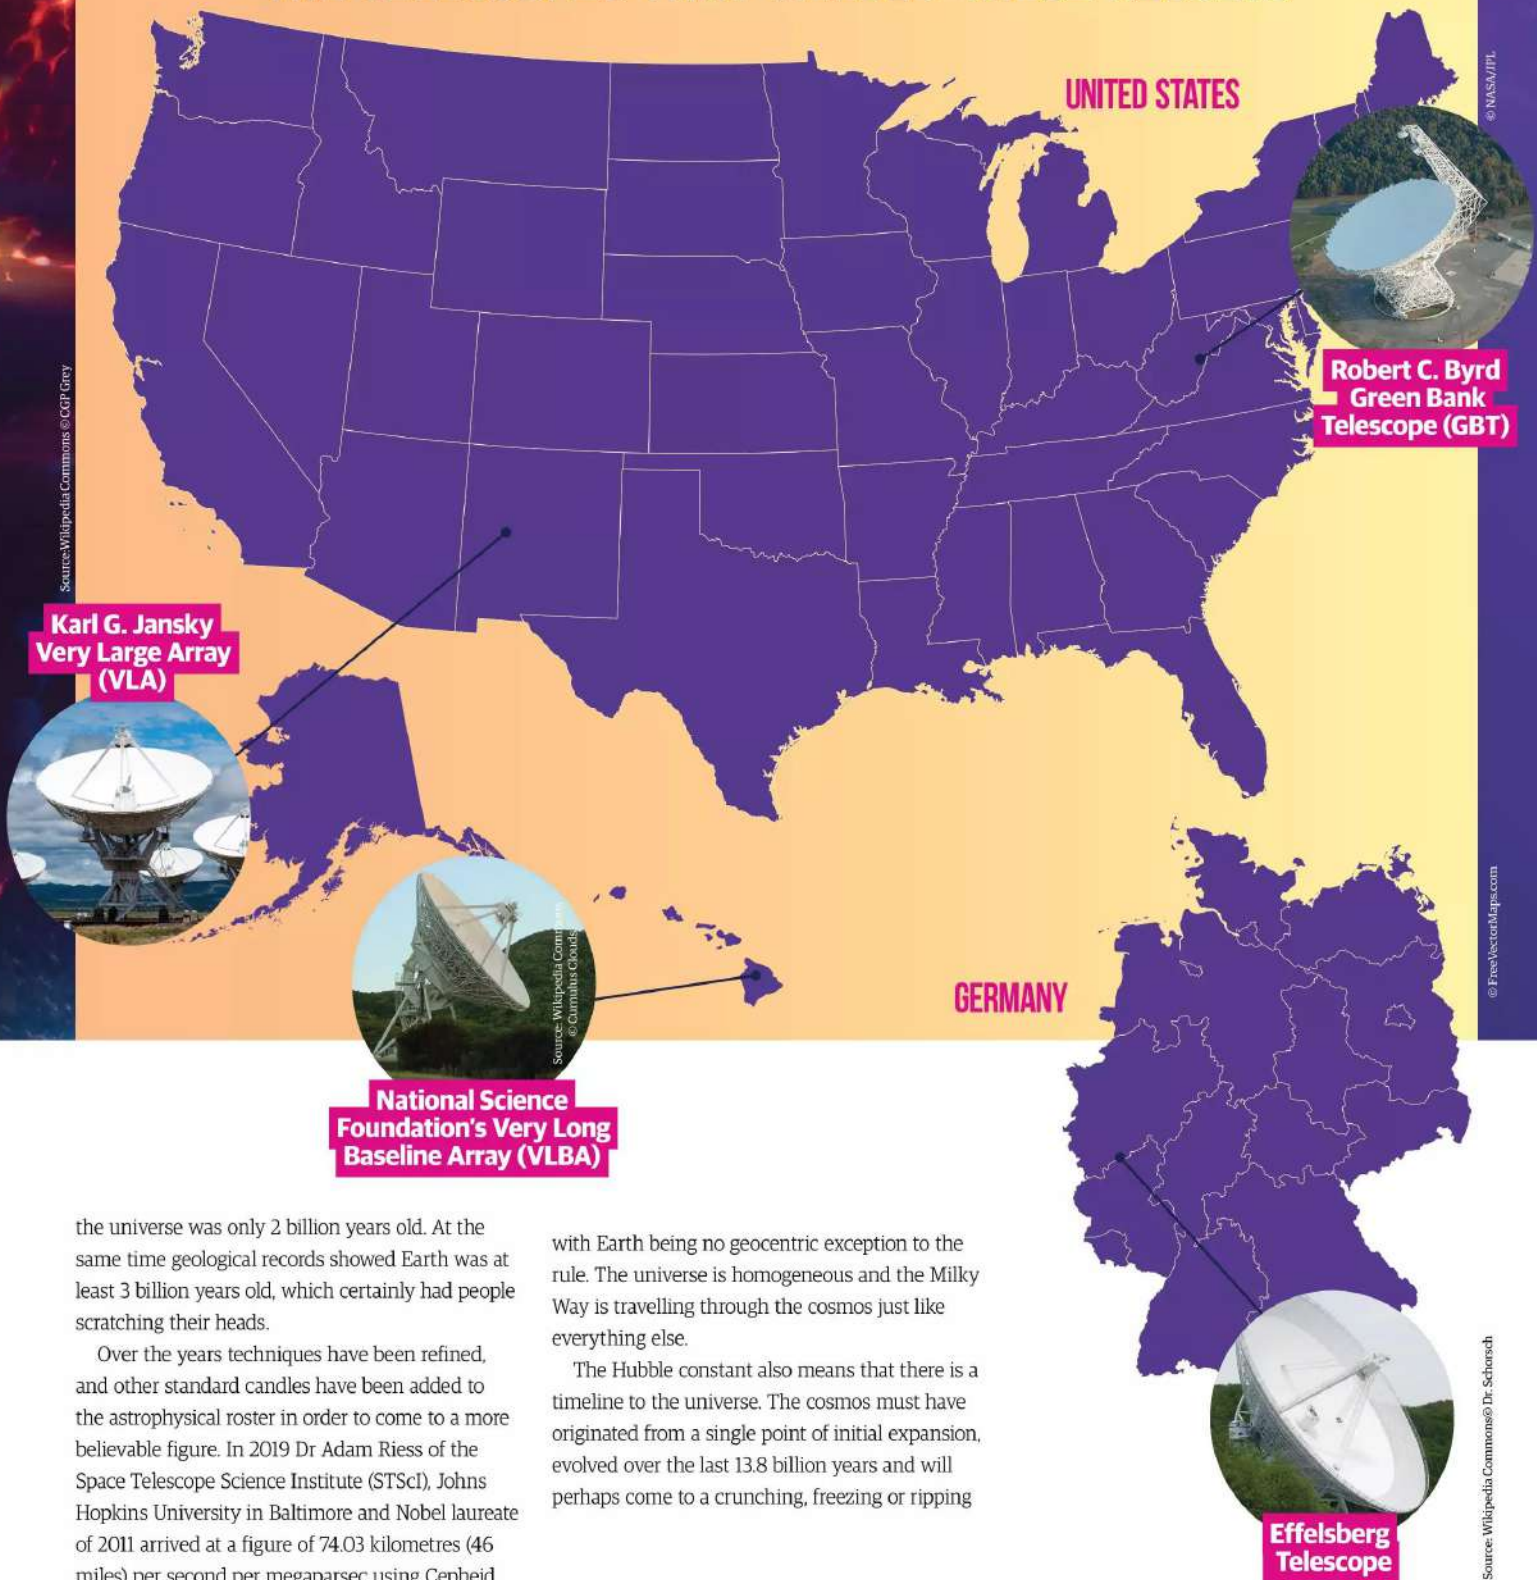 UNITED STATES
© NASA/JPL
Robert C. Byrd
Green Bank
Telescope (GBT)
Source:Wikipedia Commons © CGP Grey
Karl G. Jansky
Very Large Array
(VLA)
Source: Wikipedia Commons
© Cumulus Clouds
National Science
Foundation's Very Long
Baseline Array (VLBA)
GERMANY
© FreeVectorMaps.com
Effelsberg
Telescope
Source: Wikipedia Commons© Dr. Schorsch
the universe was only 2 billion years old. At the
same time geological records showed Earth was at
least 3 billion years old, which certainly had people
scratching their heads.
Over the years techniques have been refined,
and other standard candles have been added to
the astrophysical roster in order to come to a more
believable figure. In 2019 Dr Adam Riess of the
Space Telescope Science Institute (STScI), Johns
Hopkins University in Baltimore and Nobel laureate
of 2011 arrived at a figure of 74.03 kilometres (46
miles) per second per megaparsec using Cepheid
with Earth being no geocentric exception to the
rule. The universe is homogeneous and the Milky
Way is travelling through the cosmos just like
everything else.
The Hubble constant also means that there is a
timeline to the universe. The cosmos must have
originated from a single point of initial expansion,
evolved over the last 13.8 billion years and will
perhaps come to a crunching, freezing or ripping